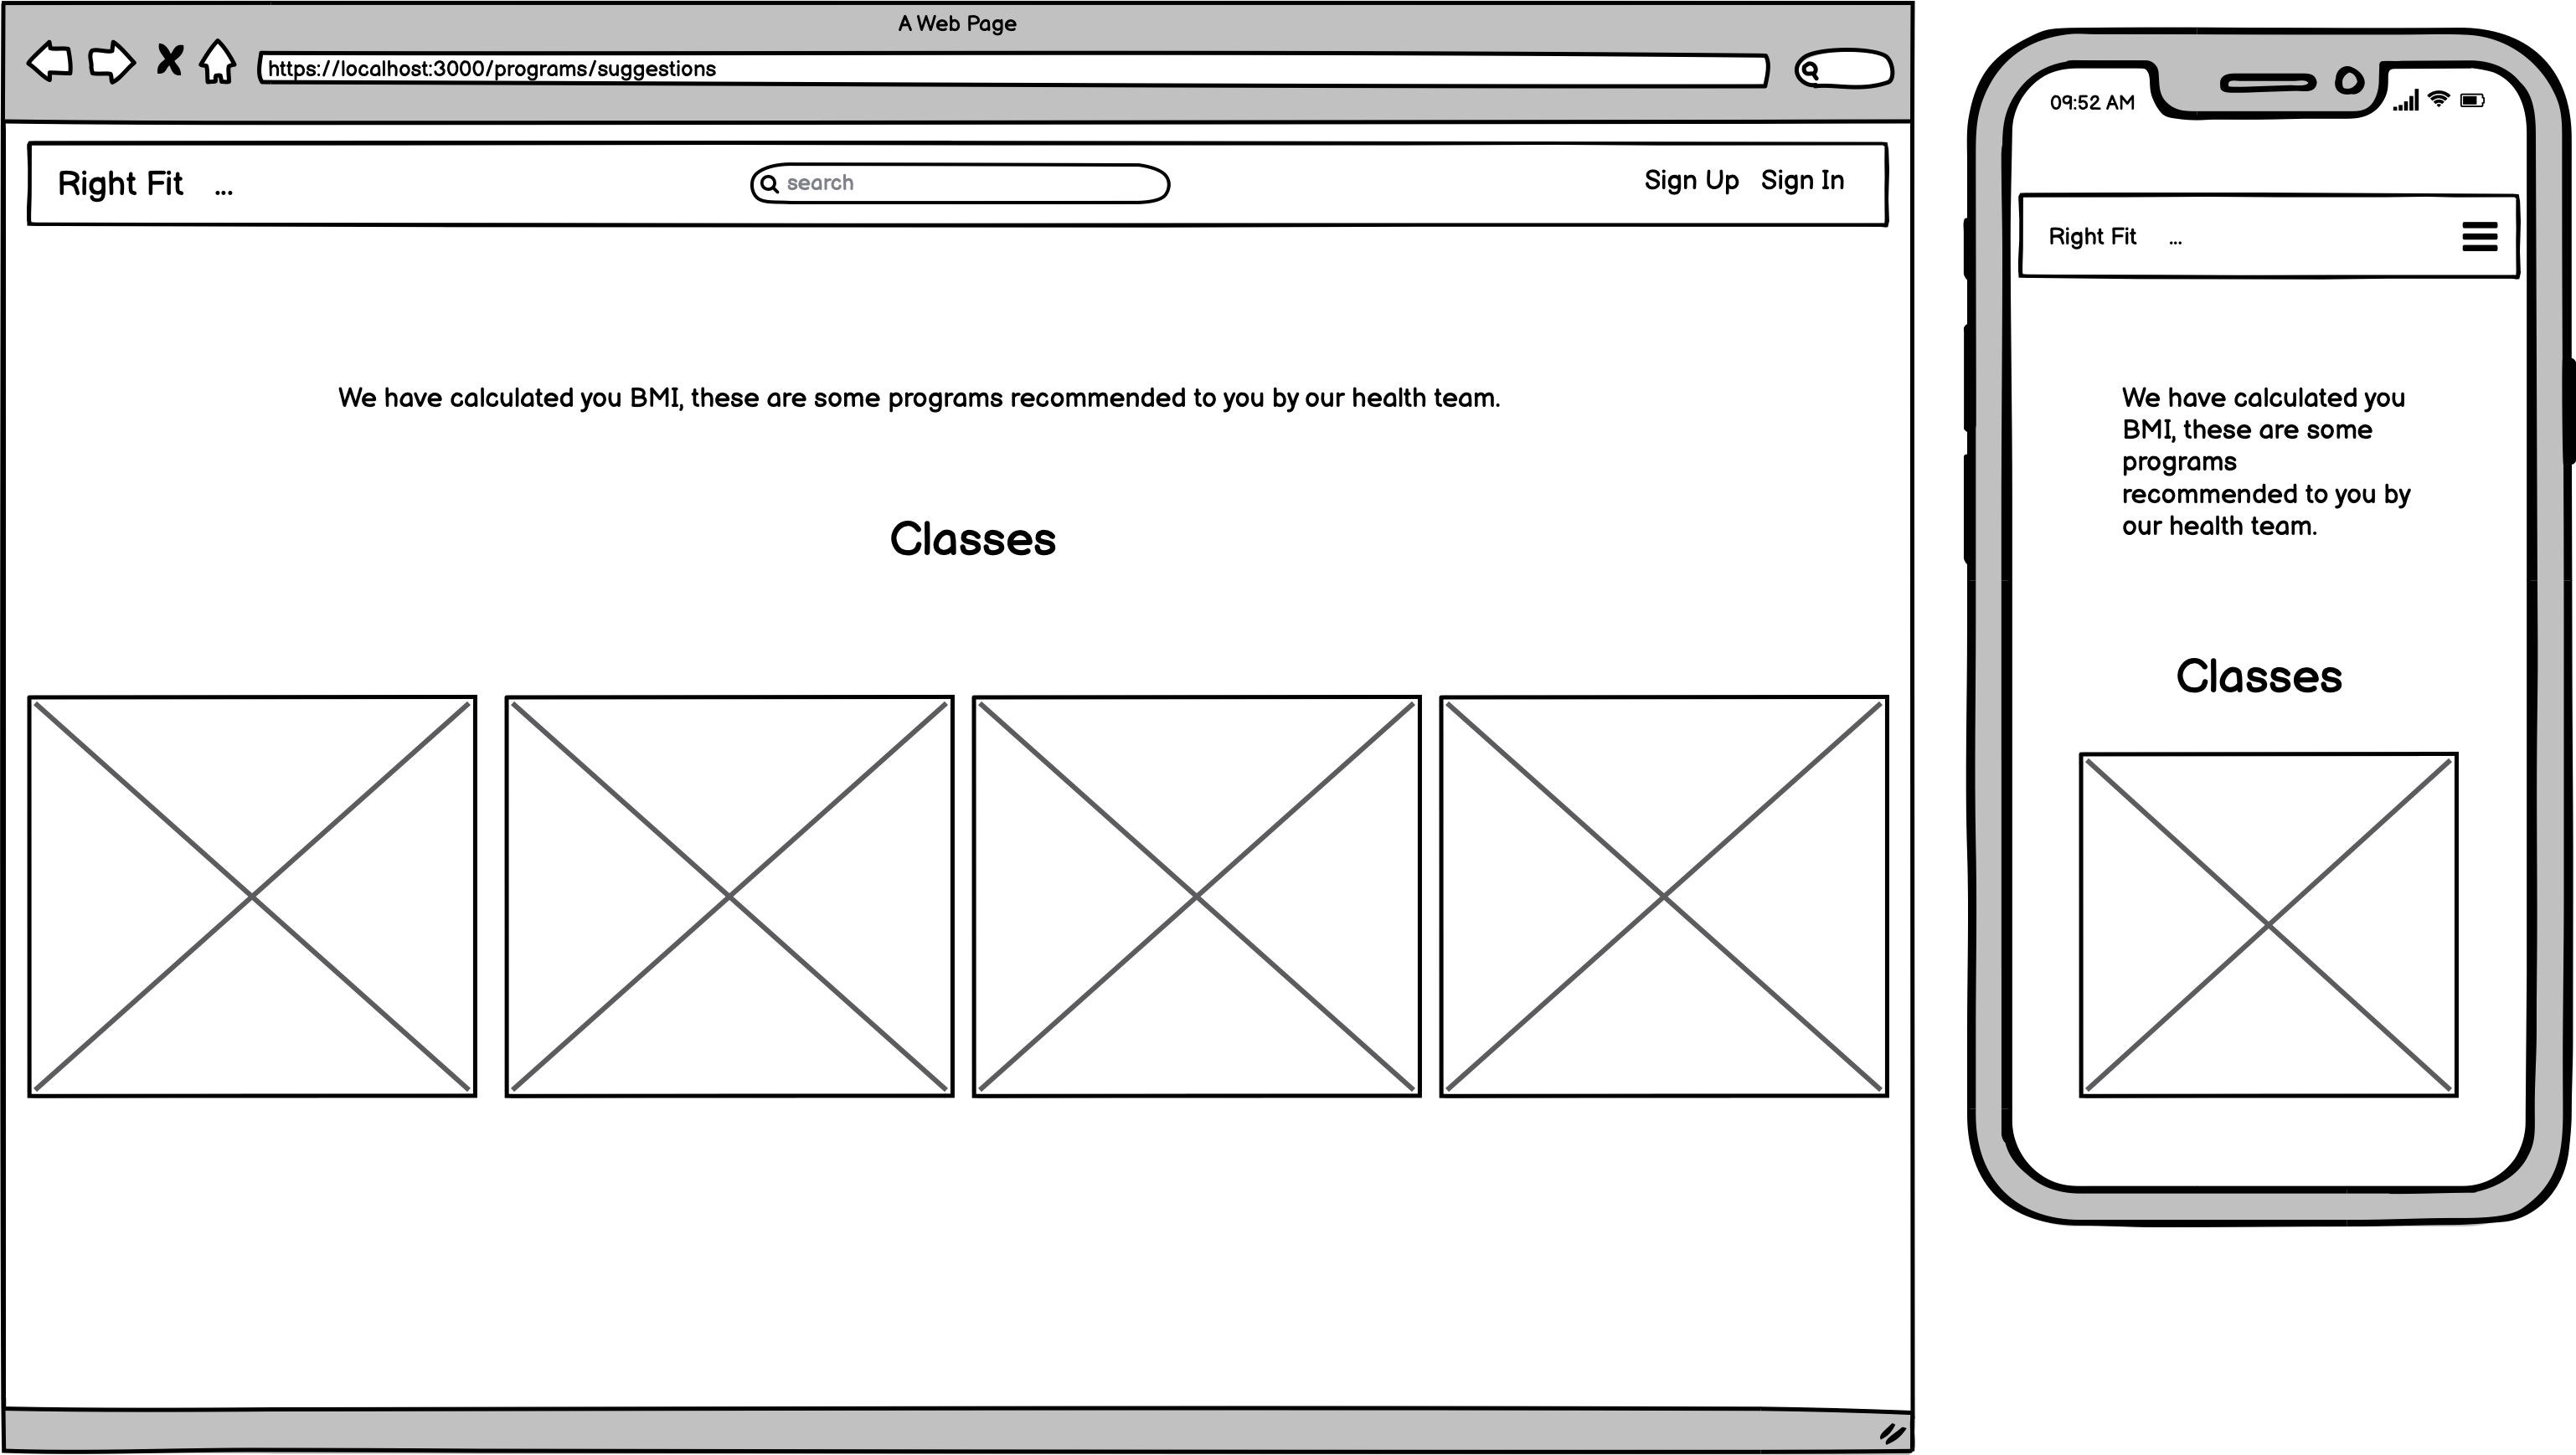 A Web Page
https://localhost:3000/programs/suggestions
Right Fit ... search Sign Up Sign In
We have calculated you BMI, these are some programs recommended to you by our health team.
Classes
09:52 AM
Right Fit ...
We have calculated you
BMI, these are some
programs
recommended to you by
our health team.
Classes